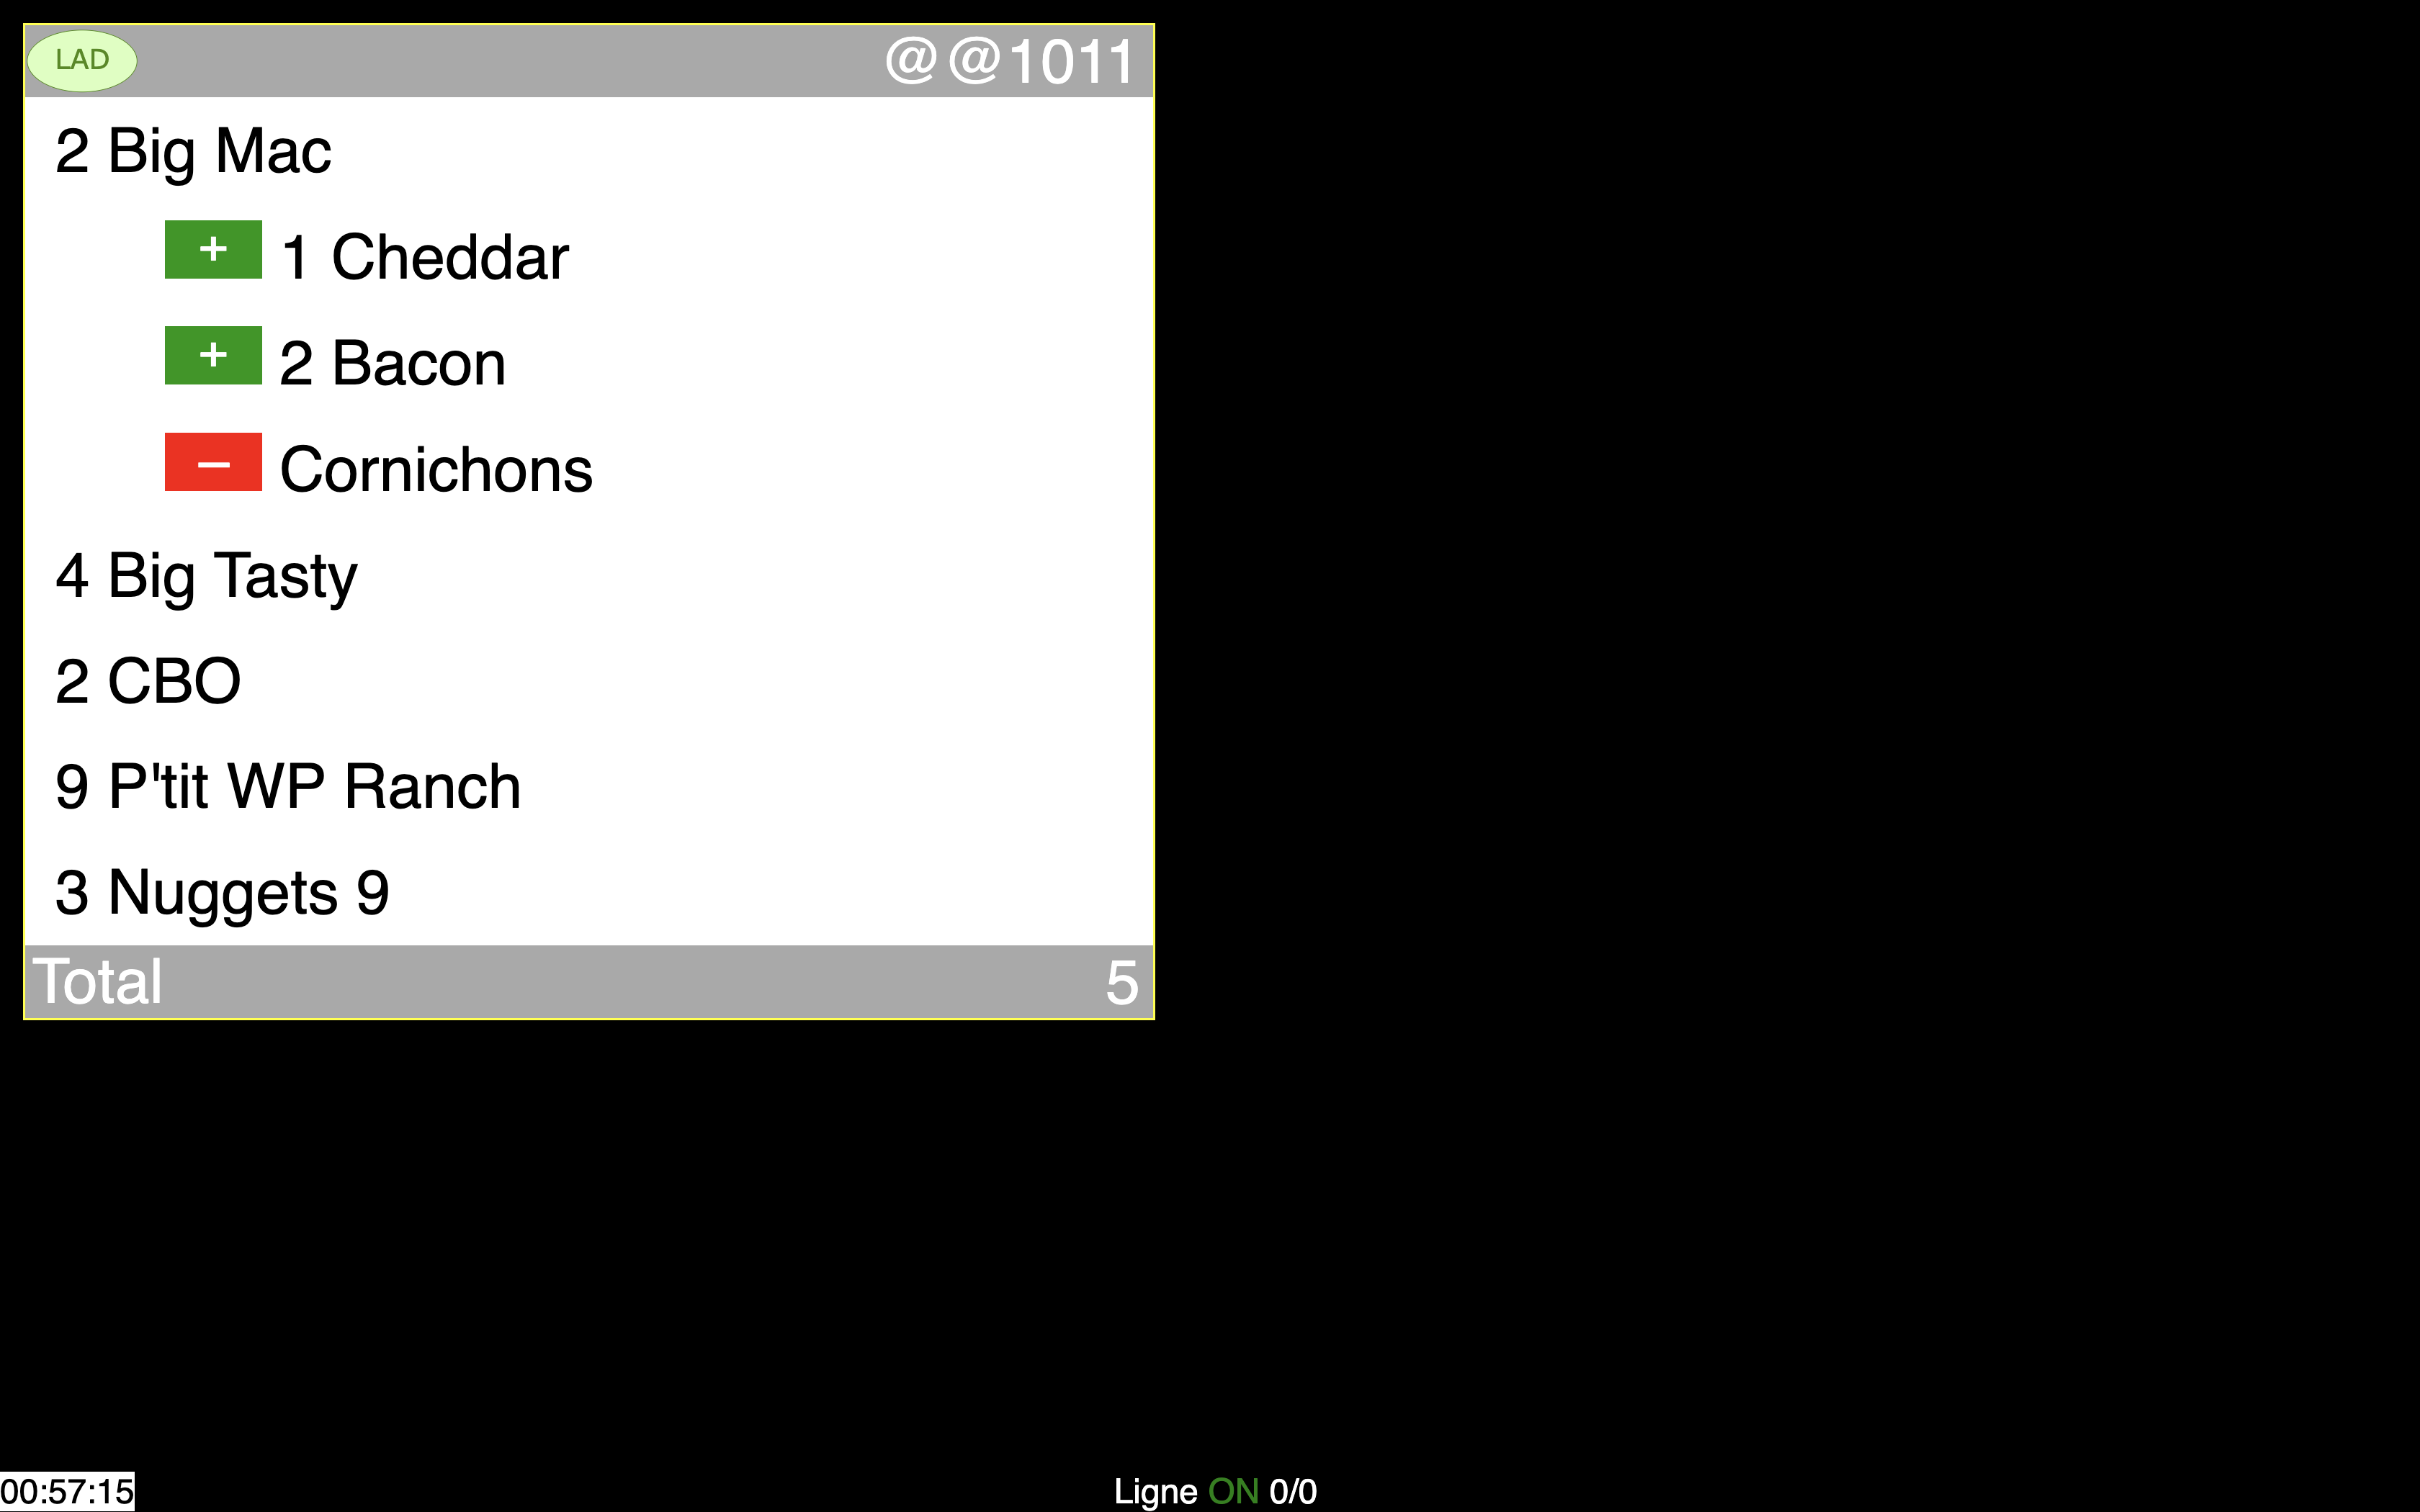 LAD @@1011
2 Big Mac
+ 1 Cheddar
+ 2 Bacon
− Cornichons
4 Big Tasty
2 CBO
9 P'tit WP Ranch
3 Nuggets 9
Total 5
00:57:15 Ligne ON 0/0